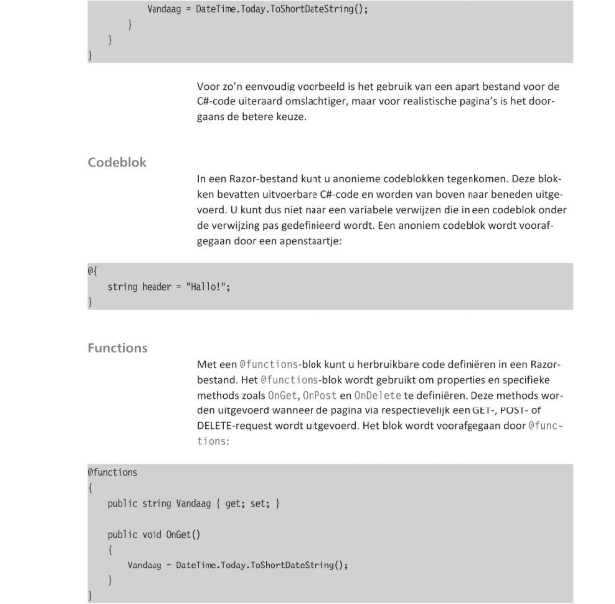 Vandaag = DateTime.Today.ToShortDateString();
}
}
}
Voor zo'n eenvoudig voorbeeld is het gebruik van een apart bestand voor de
C#-code uiteraard omslachtiger, maar voor realistische pagina's is het door-
gaans de betere keuze.
Codeblok
In een Razor-bestand kunt u anonieme codeblokken tegenkomen. Deze blok-
ken bevatten uitvoerbare C#-code en worden van boven naar beneden uitge-
voerd. U kunt dus niet naar een variabele verwijzen die in een codeblok onder
de verwijzing pas gedefinieerd wordt. Een anoniem codeblok wordt vooraf-
gegaan door een apenstaartje:
@{
string header = "Hallo!";
}
Functions
Met een @functions-blok kunt u herbruikbare code definiëren in een Razor-
bestand. Het @functions-blok wordt gebruikt om properties en specifieke
methods zoals OnGet, OnPost en OnDelete te definiëren. Deze methods wor-
den uitgevoerd wanneer de pagina via respectievelijk een GET-, POST- of
DELETE-request wordt uitgevoerd. Het blok wordt voorafgegaan door @func-
tions:
@functions
{
public string Vandaag { get; set; }
public void OnGet()
{
Vandaag = DateTime.Today.ToShortDateString();
}
}